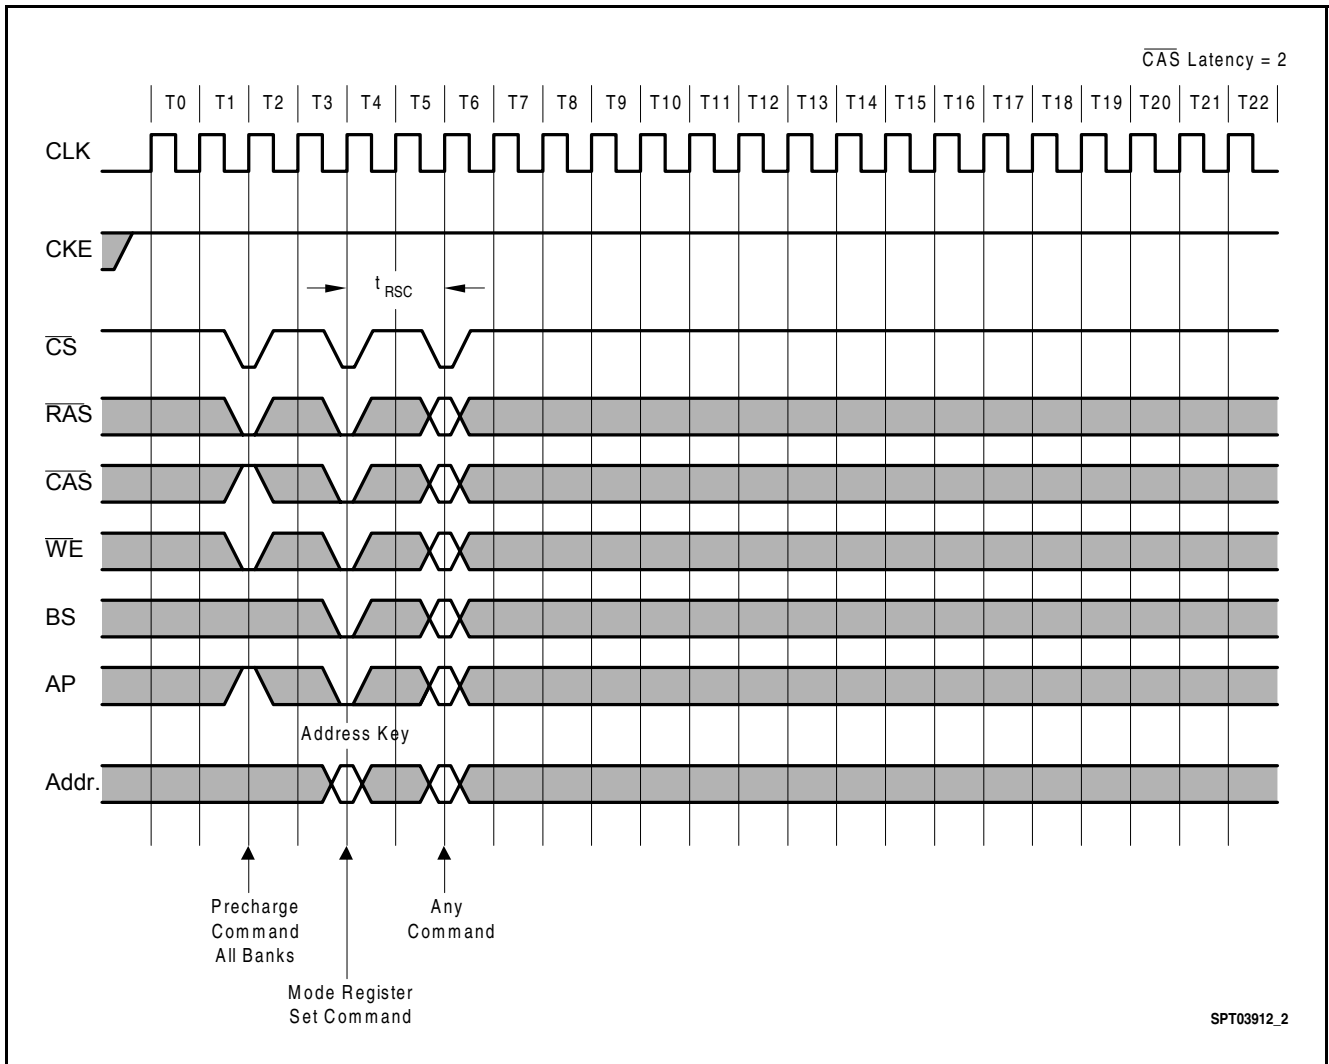 CAS Latency = 2
T0 T1 T2 T3 T4 T5 T6 T7 T8 T9 T10 T11 T12 T13 T14 T15 T16 T17 T18 T19 T20 T21 T22
CLK
CKE
t RSC
CS
RAS
CAS
WE
BS
AP
Address Key
Addr.
Precharge
Command
All Banks
Any
Command
Mode Register
Set Command
SPT03912_2